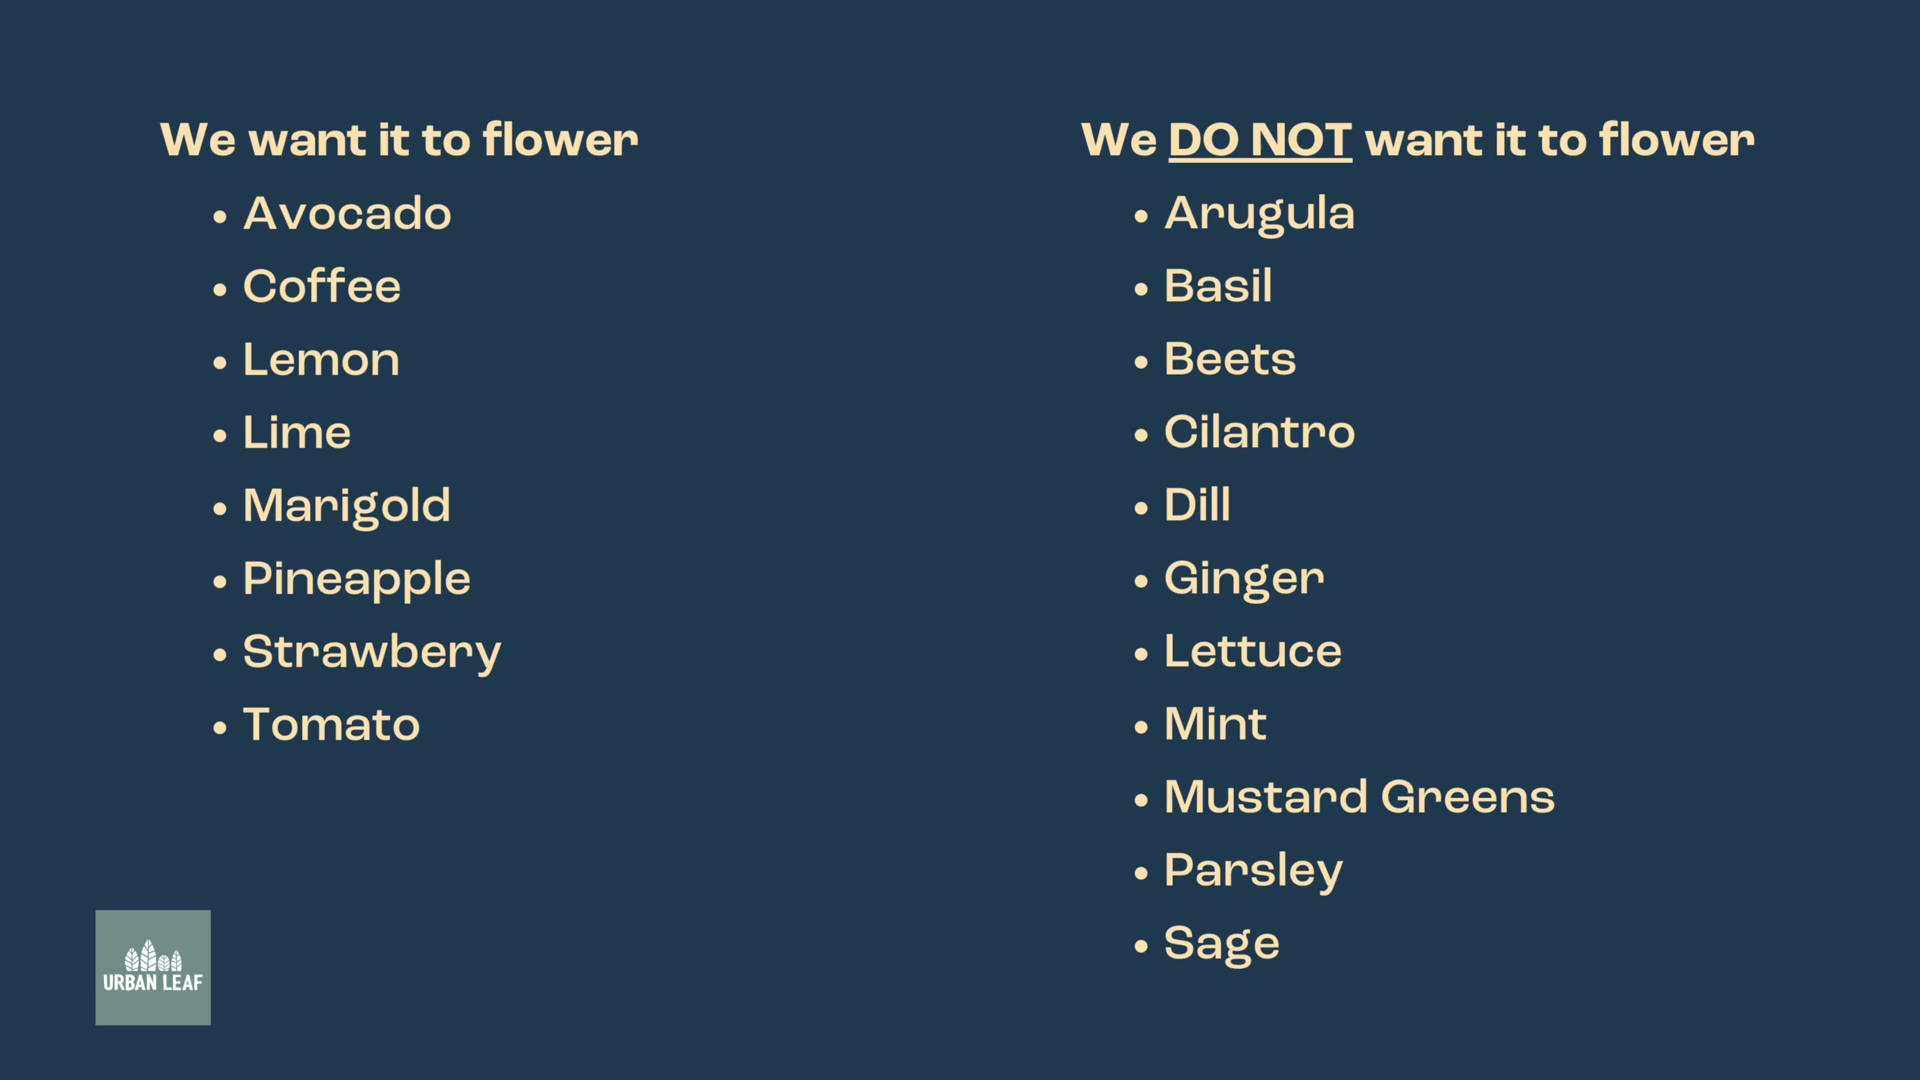 We want it to flower
• Avocado
• Coffee
• Lemon
• Lime
• Marigold
• Pineapple
• Strawbery
• Tomato
We DO NOT want it to flower
• Arugula
• Basil
• Beets
• Cilantro
• Dill
• Ginger
• Lettuce
• Mint
• Mustard Greens
• Parsley
• Sage
URBAN LEAF